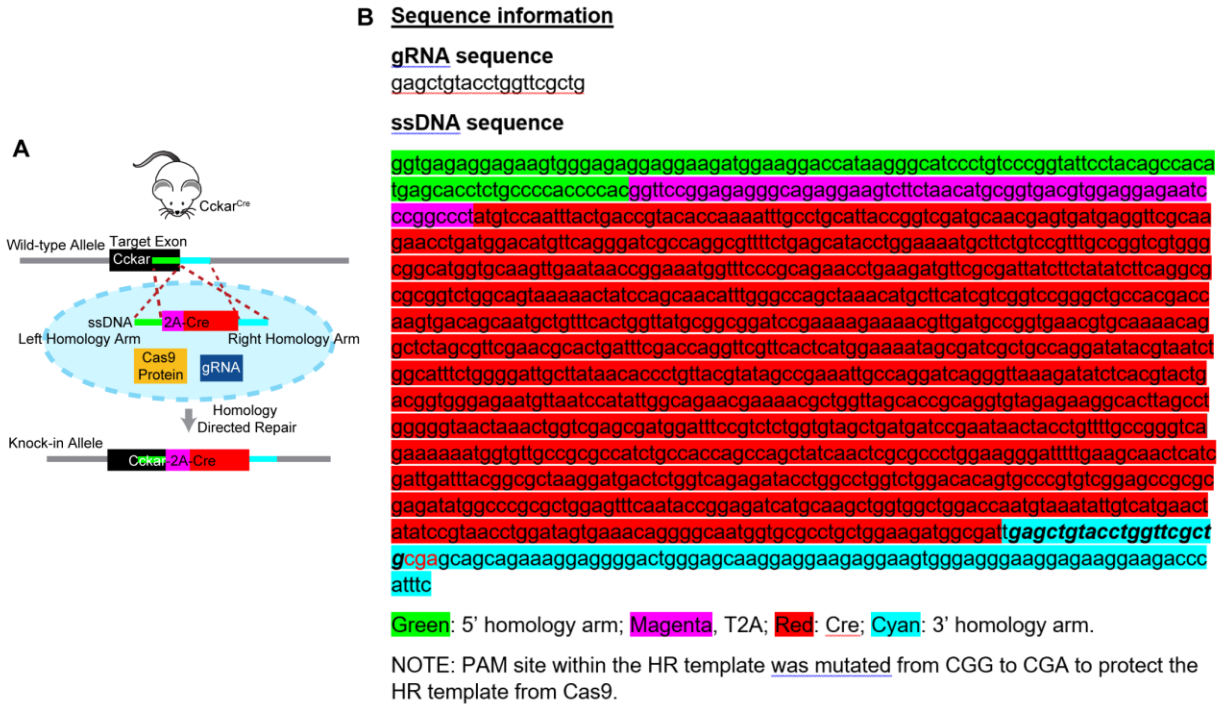 A
Cckar^Cre
Wild-type Allele
Target Exon
Cckar
ssDNA
2A-Cre
Left Homology Arm
Right Homology Arm
Cas9
Protein
gRNA
Homology
Directed Repair
Knock-in Allele
Cckar-2A-Cre
B
Sequence information
gRNA sequence
gagctgtacctggttcgctg
ssDNA sequence
ggtgagaggagaagtgggagaggaggaagatggaaggaccataagggcatccctgtcccggtattcctacagccaca
tgagcacctctgccccaccccacggttccggagagggcagaggaagtcttctaacatgcggtgacgtggaggagaatc
ccggccctatgtccaatttactgaccgtacaccaaaatttgcctgcattaccggtcgatgcaacgagtgatgaggttcgcaa
gaacctgatggacatgttcagggatcgccaggcgttttctgagcatacctggaaaatgcttctgtccgtttgccggtcgtggg
cggcatggtgcaagttgaataaccggaaatggtttcccgcagaacctgaagatgttcgcgattatcttctatatcttcaggcg
cgcggtctggcagtaaaaactatccagcaacatttgggccagctaaacatgcttcatcgtcggtccgggctgccacgacc
aagtgacagcaatgctgtttcactggttatgcggcggatccgaaaagaaaacgttgatgccggtgaacgtgcaaaacag
gctctagcgttcgaacgcactgatttcgaccaggttcgttcactcatggaaaatagcgatcgctgccaggatatacgtaatct
ggcatttctggggattgcttataacaccctgttacgtatagccgaaattgccaggatcagggttaaagatatctcacgtactg
acggtgggagaatgttaatccatattggcagaacgaaaacgctggttagcaccgcaggtgtagagaaggcacttagcct
gggggtaactaaactggtcgagcgatggatttccgtctctggtgtagctgatgatccgaataactacctgttttgccgggtca
gaaaaaatggtgttgccgcgccatctgccaccagccagctatcaactcgcgccctggaagggatttttgaagcaactcatc
gattgatttacggcgctaaggatgactctggtcagagatacctggcctggtctggacacagtgcccgtgtcggagccgcgc
gagatatggcccgcgctggagtttcaataccggagatcatgcaagctggtggctggaccaatgtaaatattgtcatgaact
atatccgtaacctggatagtgaaacaggggcaatggtgcgcctgctggaagatggcgattgagctgtacctggttcgct
gcgagcagcagaaaggaggggactgggagcaaggaggaagaggaagtgggagggaaggagaaggaagaccc
atttc
Green: 5’ homology arm; Magenta, T2A; Red: Cre; Cyan: 3’ homology arm.
NOTE: PAM site within the HR template was mutated from CGG to CGA to protect the
HR template from Cas9.